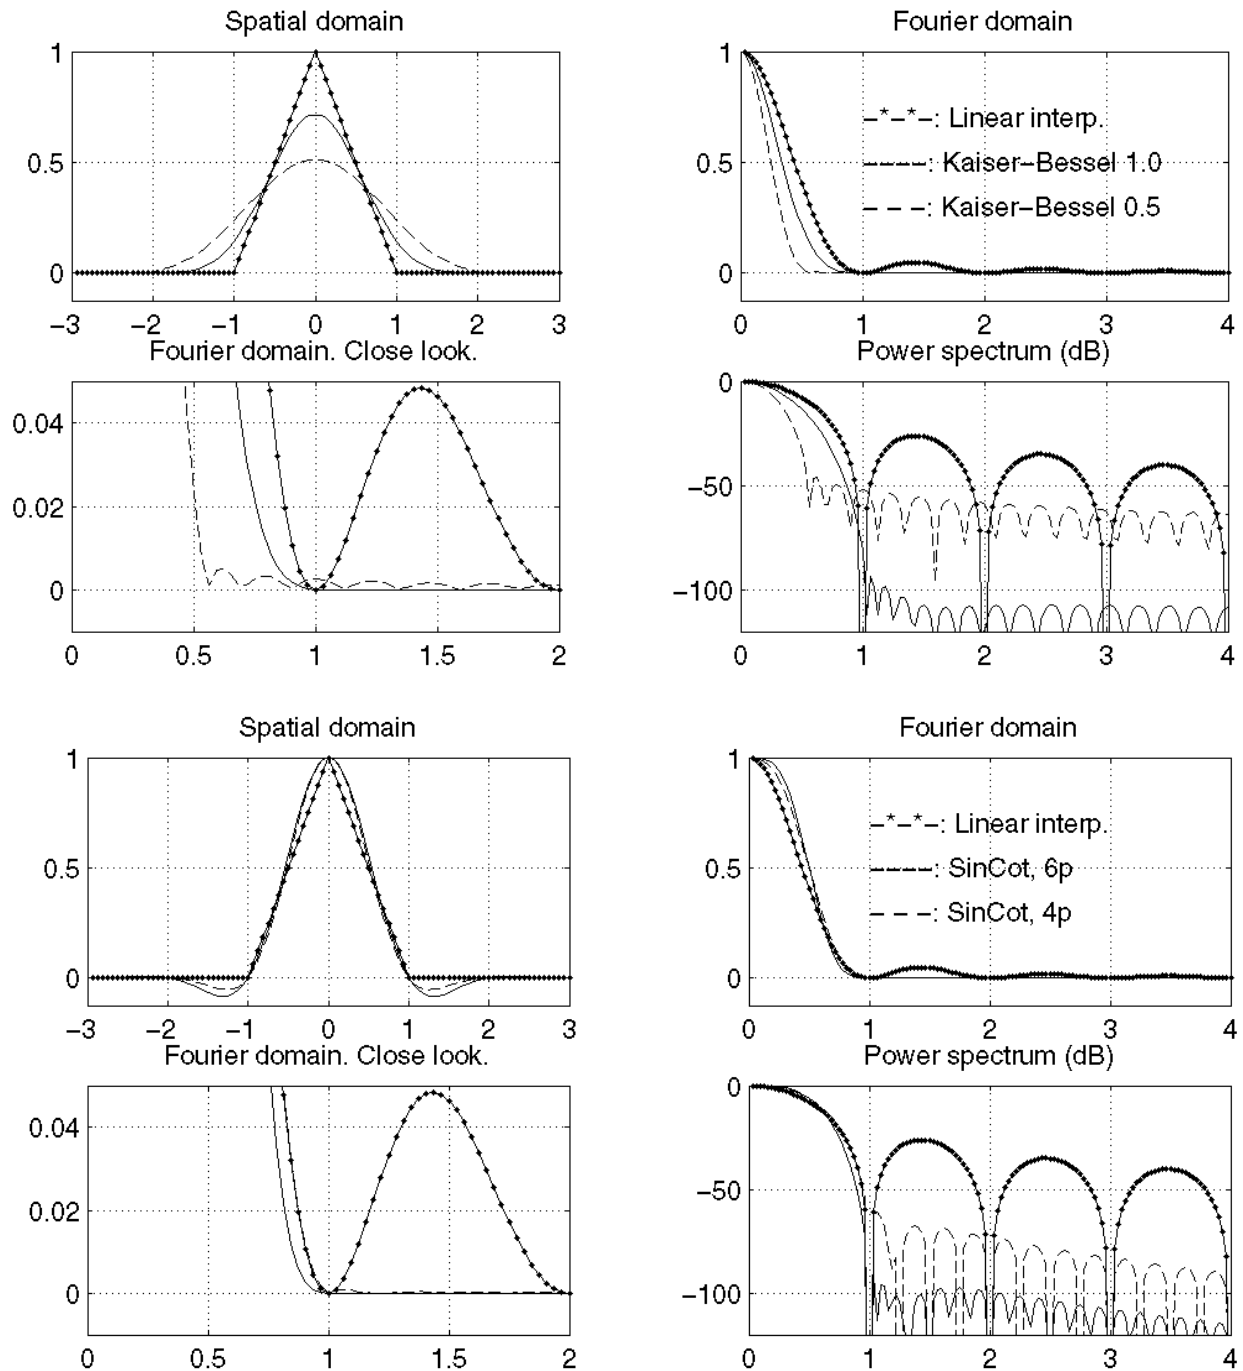 Spatial domain
Fourier domain
1
0.5
0
−3 −2 −1 0 1 2 3
1
0.5
0
0 1 2 3 4
−*−*−: Linear interp.
———: Kaiser−Bessel 1.0
− − −: Kaiser−Bessel 0.5
Fourier domain. Close look.
Power spectrum (dB)
0.04
0.02
0
0 0.5 1 1.5 2
0
−50
−100
0 1 2 3 4
Spatial domain
Fourier domain
1
0.5
0
−3 −2 −1 0 1 2 3
1
0.5
0
0 1 2 3 4
−*−*−: Linear interp.
———: SinCot, 6p
− − −: SinCot, 4p
Fourier domain. Close look.
Power spectrum (dB)
0.04
0.02
0
0 0.5 1 1.5 2
0
−50
−100
0 1 2 3 4